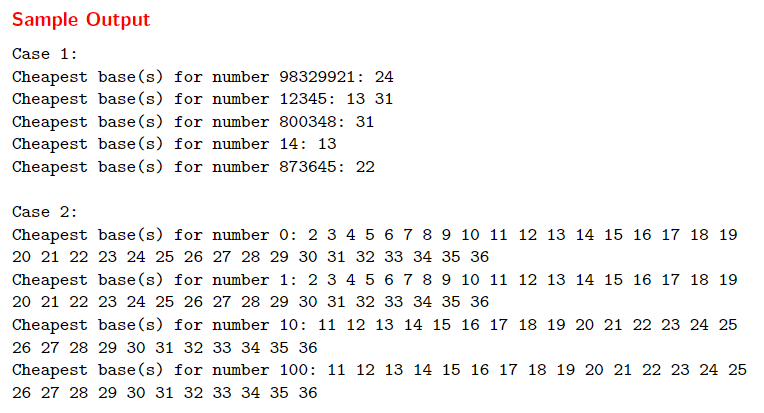 Sample Output
Case 1:
Cheapest base(s) for number 98329921: 24
Cheapest base(s) for number 12345: 13 31
Cheapest base(s) for number 800348: 31
Cheapest base(s) for number 14: 13
Cheapest base(s) for number 873645: 22
Case 2:
Cheapest base(s) for number 0: 2 3 4 5 6 7 8 9 10 11 12 13 14 15 16 17 18 19
20 21 22 23 24 25 26 27 28 29 30 31 32 33 34 35 36
Cheapest base(s) for number 1: 2 3 4 5 6 7 8 9 10 11 12 13 14 15 16 17 18 19
20 21 22 23 24 25 26 27 28 29 30 31 32 33 34 35 36
Cheapest base(s) for number 10: 11 12 13 14 15 16 17 18 19 20 21 22 23 24 25
26 27 28 29 30 31 32 33 34 35 36
Cheapest base(s) for number 100: 11 12 13 14 15 16 17 18 19 20 21 22 23 24 25
26 27 28 29 30 31 32 33 34 35 36